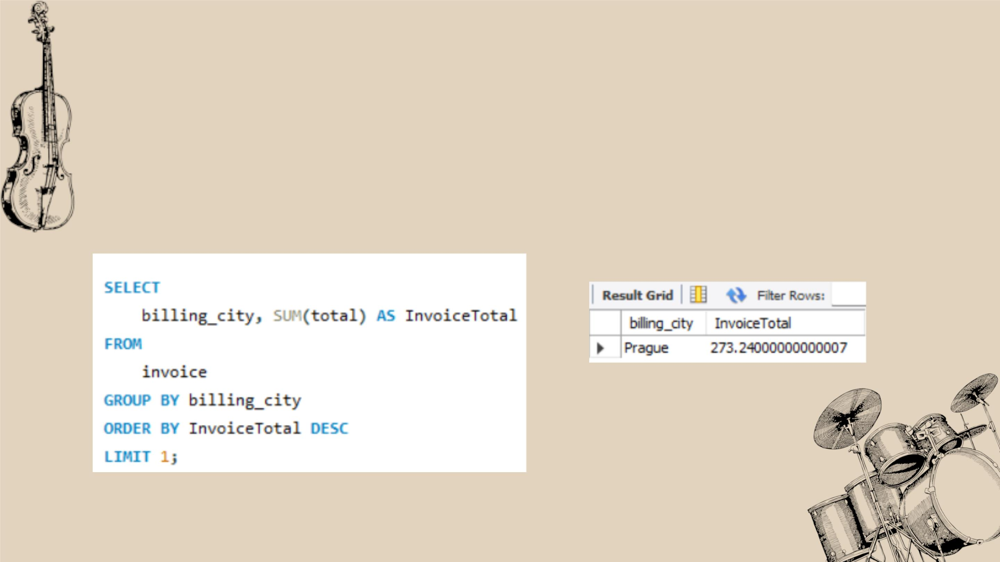 SELECT
billing_city, SUM(total) AS InvoiceTotal
FROM
invoice
GROUP BY billing_city
ORDER BY InvoiceTotal DESC
LIMIT 1;
Result Grid Filter Rows:
billing_city InvoiceTotal
Prague 273.24000000000007